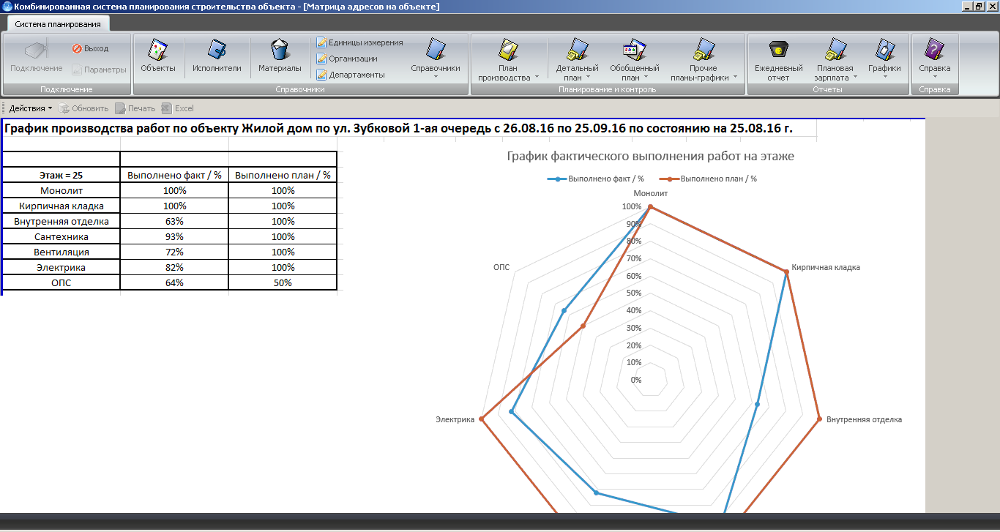 Комбинированная система планирования строительства объекта - [Матрица адресов на объекте]
Система планирования
Подключение
Выход
Параметры
Подключение
Объекты
Исполнители
Материалы
Единицы измерения
Организации
Департаменты
Справочники
Справочники
План
производства
Детальный
план
Обобщенный
план
Прочие
планы-графики
Планирование и контроль
Ежедневный
отчет
Плановая
зарплата
Графики
Отчеты
Справка
Справка
Действия Обновить Печать Excel
График производства работ по объекту Жилой дом по ул. Зубковой 1-ая очередь с 26.08.16 по 25.09.16 по состоянию на 25.08.16 г.
Этаж = 25 Выполнено факт / % Выполнено план / %
Монолит 100% 100%
Кирпичная кладка 100% 100%
Внутренняя отделка 63% 100%
Сантехника 93% 100%
Вентиляция 72% 100%
Электрика 82% 100%
ОПС 64% 50%
График фактического выполнения работ на этаже
Выполнено факт / % Выполнено план / %
Монолит
100%
90%
80%
70%
60%
50%
40%
30%
20%
10%
0%
ОПС
Кирпичная кладка
Электрика
Внутренняя отделка